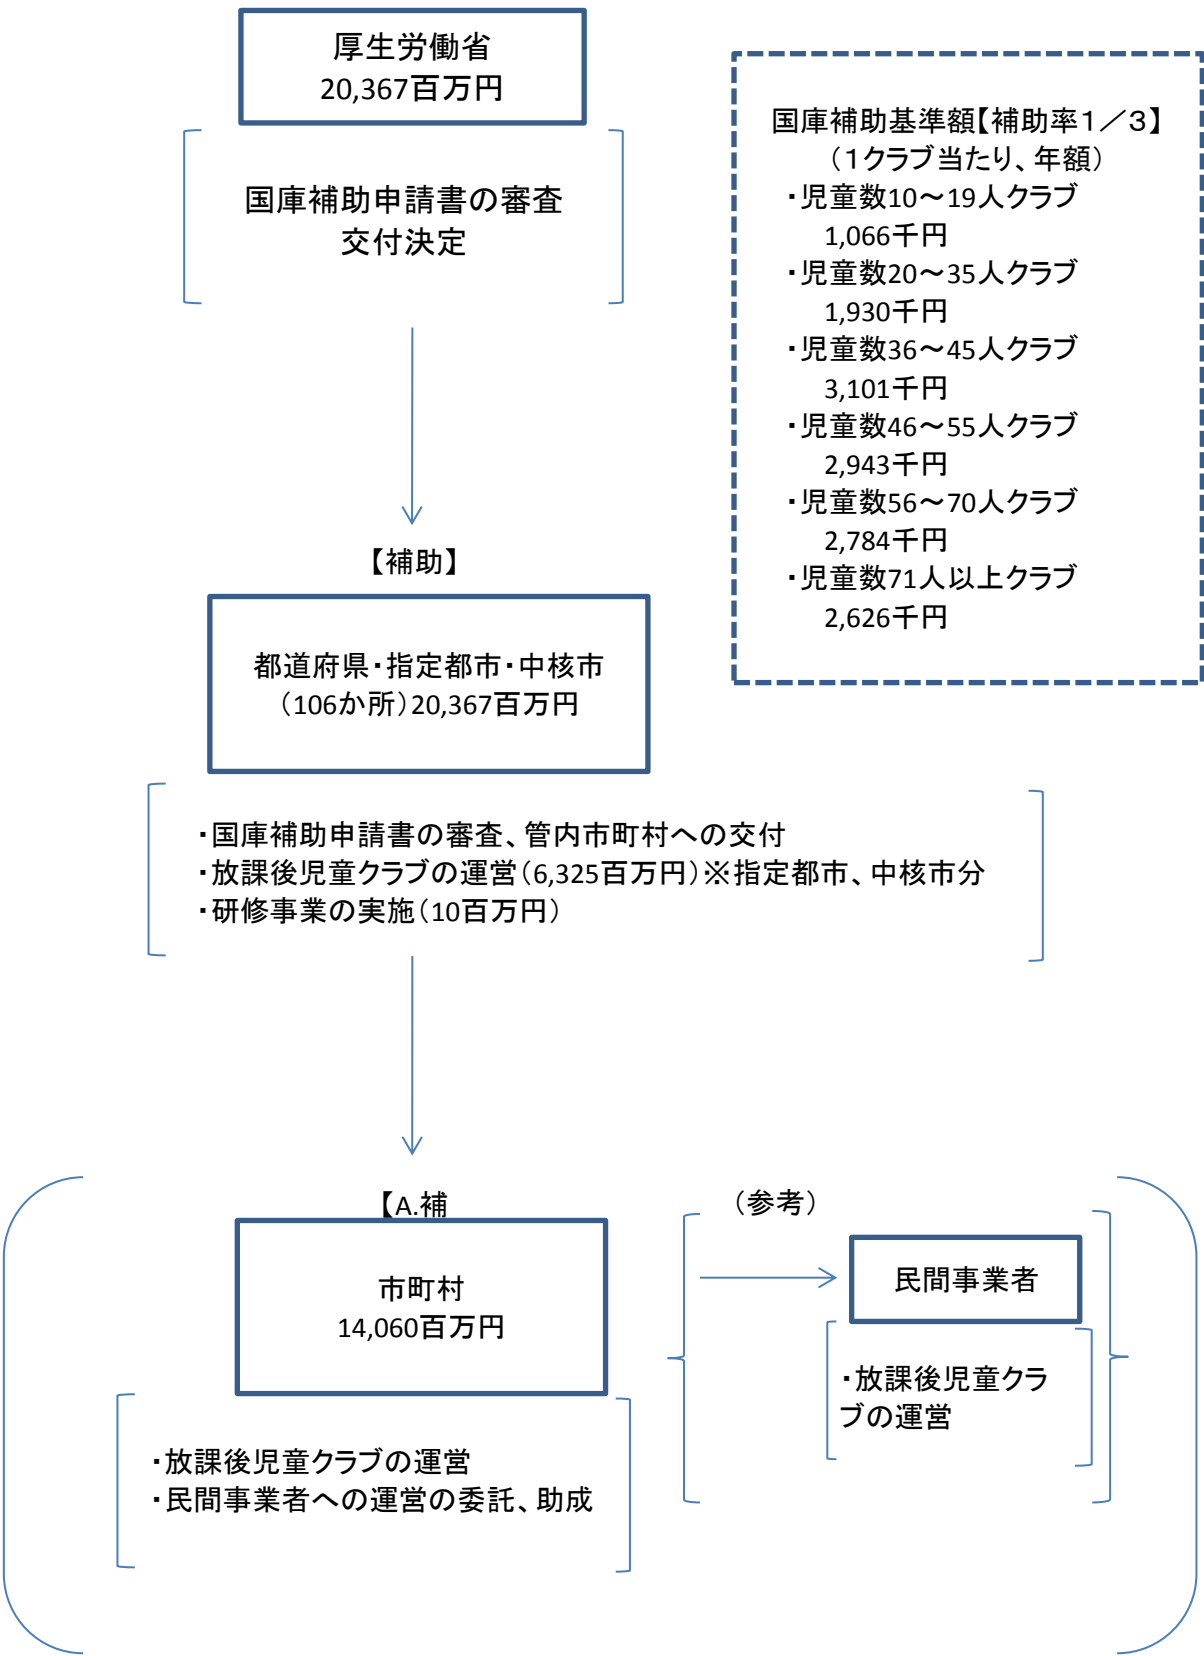 厚生労働省
20,367百万円
国庫補助申請書の審査
交付決定
国庫補助基準額【補助率1／3】
（1クラブ当たり、年額）
・児童数10～19人クラブ
1,066千円
・児童数20～35人クラブ
1,930千円
・児童数36～45人クラブ
3,101千円
・児童数46～55人クラブ
2,943千円
・児童数56～70人クラブ
2,784千円
・児童数71人以上クラブ
2,626千円
【補助】
都道府県・指定都市・中核市
（106か所）20,367百万円
・国庫補助申請書の審査、管内市町村への交付
・放課後児童クラブの運営（6,325百万円）※指定都市、中核市分
・研修事業の実施（10百万円）
【A.補
市町村
14,060百万円
・放課後児童クラブの運営
・民間事業者への運営の委託、助成
（参考）
民間事業者
・放課後児童クラ
ブの運営